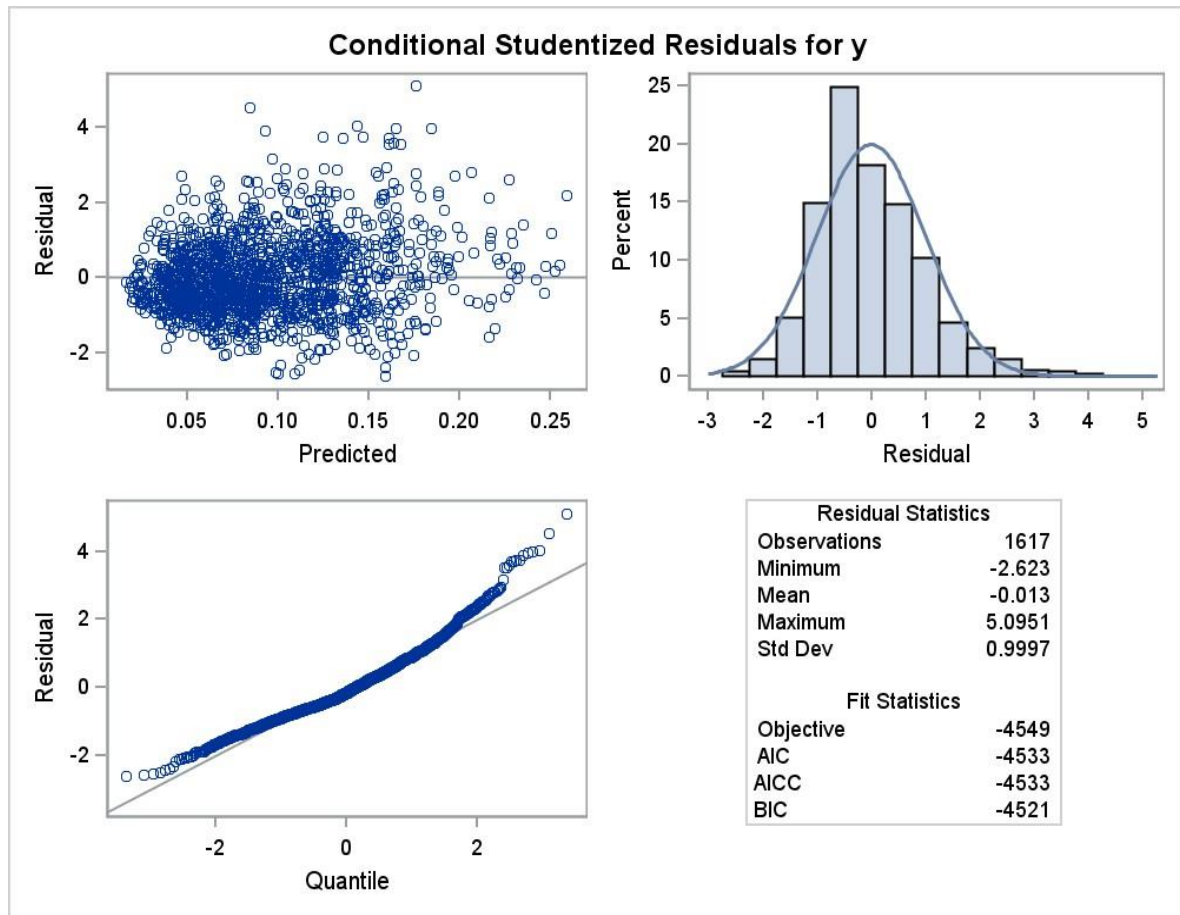 Conditional Studentized Residuals for y
4
2
0
-2
Residual
0.05 0.10 0.15 0.20 0.25
Predicted
25
20
15
10
5
0
Percent
-3 -2 -1 0 1 2 3 4 5
Residual
4
2
0
-2
Residual
-2 0 2
Quantile
Residual Statistics
Observations 1617
Minimum -2.623
Mean -0.013
Maximum 5.0951
Std Dev 0.9997
Fit Statistics
Objective -4549
AIC -4533
AICC -4533
BIC -4521